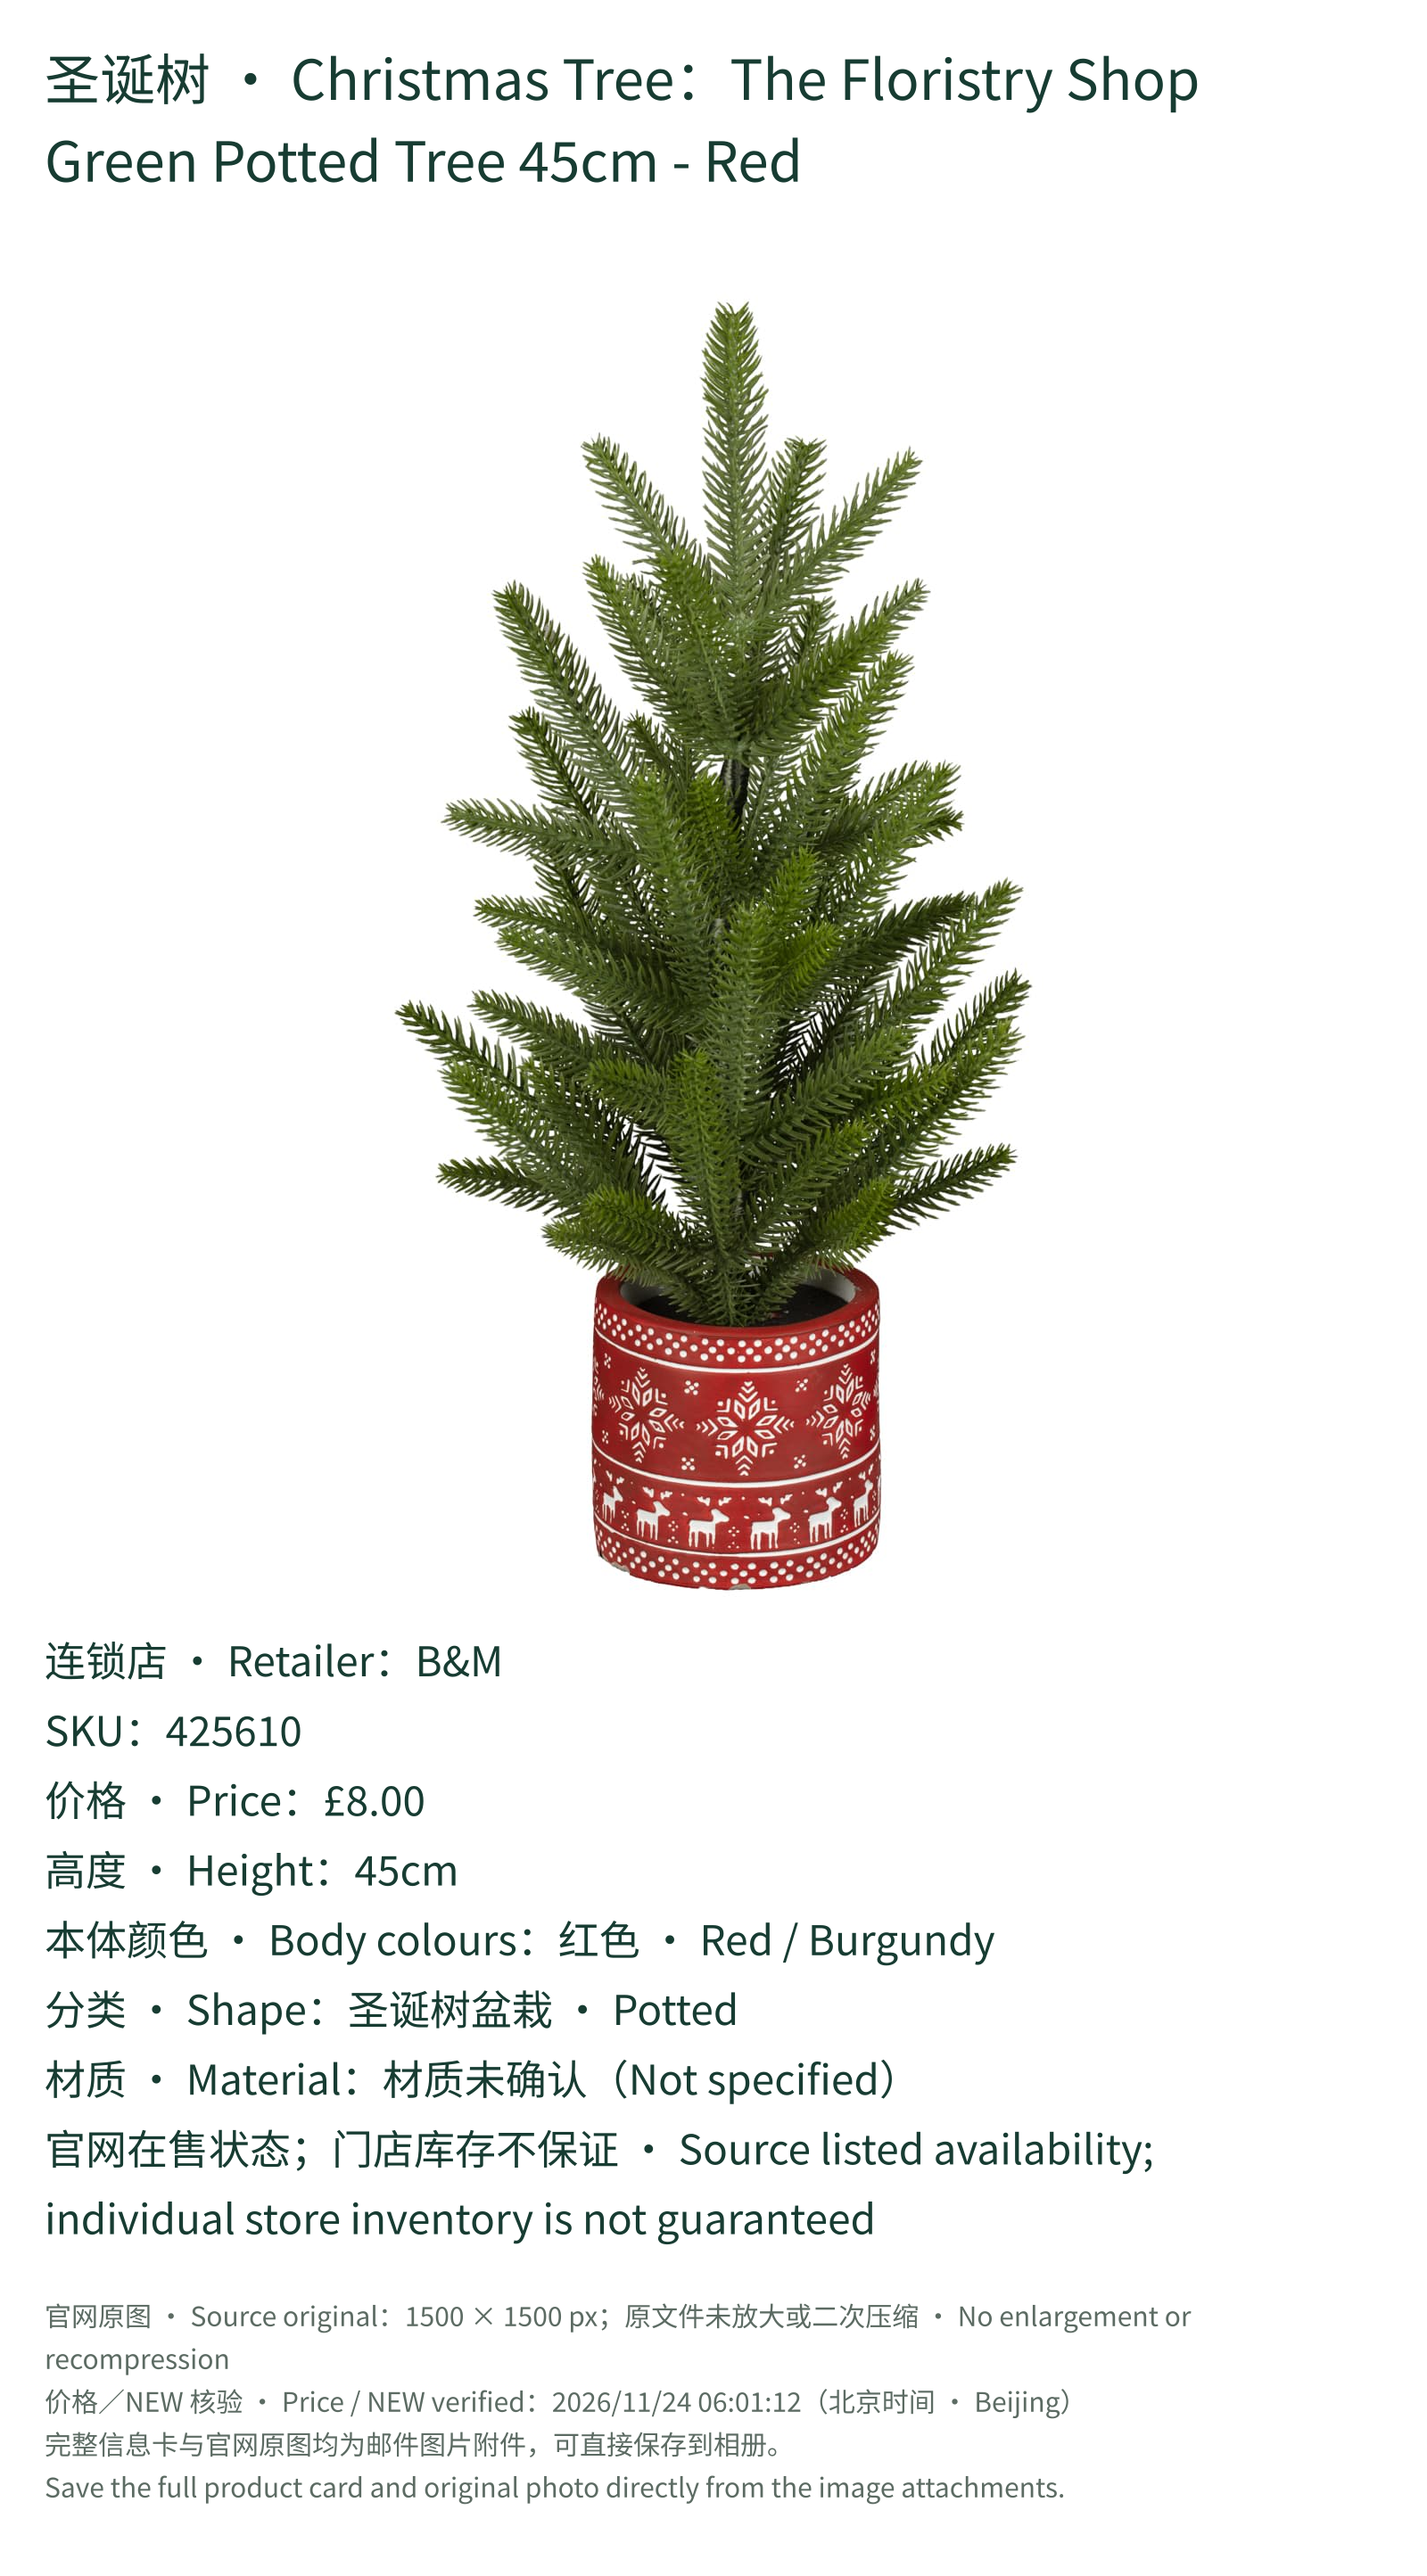 圣诞树 · Christmas Tree：The Floristry Shop
Green Potted Tree 45cm - Red
连锁店 · Retailer：B&M
SKU：425610
价格 · Price：£8.00
高度 · Height：45cm
本体颜色 · Body colours：红色 · Red / Burgundy
分类 · Shape：圣诞树盆栽 · Potted
材质 · Material：材质未确认（Not specified）
官网在售状态；门店库存不保证 · Source listed availability;
individual store inventory is not guaranteed
官网原图 · Source original：1500 × 1500 px；原文件未放大或二次压缩 · No enlargement or
recompression
价格／NEW 核验 · Price / NEW verified：2026/11/24 06:01:12（北京时间 · Beijing）
完整信息卡与官网原图均为邮件图片附件，可直接保存到相册。
Save the full product card and original photo directly from the image attachments.